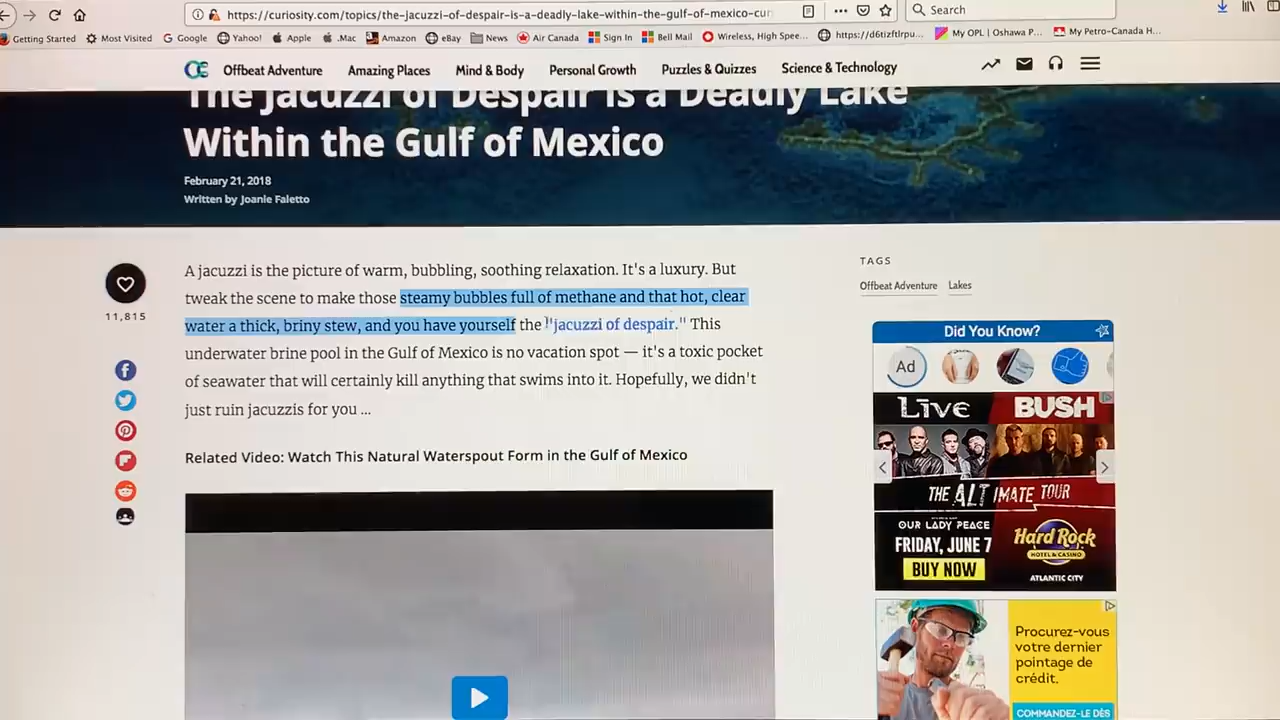 https://curiosity.com/topics/the-jacuzzi-of-despair-is-a-deadly-lake-within-the-gulf-of-mexico-cur
Search
Getting Started Most Visited Google Yahoo! Apple .Mac Amazon eBay News Air Canada Sign In Bell Mail Wireless, High Spee... https://d6tizftlrpu... My OPL | Oshawa P... My Petro-Canada H...
Offbeat Adventure Amazing Places Mind & Body Personal Growth Puzzles & Quizzes Science & Technology
The Jacuzzi of Despair Is a Deadly Lake
Within the Gulf of Mexico
February 21, 2018
Written by Joanie Faletto
11,815
A jacuzzi is the picture of warm, bubbling, soothing relaxation. It's a luxury. But
tweak the scene to make those steamy bubbles full of methane and that hot, clear
water a thick, briny stew, and you have yourself the "jacuzzi of despair." This
underwater brine pool in the Gulf of Mexico is no vacation spot — it's a toxic pocket
of seawater that will certainly kill anything that swims into it. Hopefully, we didn't
just ruin jacuzzis for you ...
Related Video: Watch This Natural Waterspout Form in the Gulf of Mexico
TAGS
Offbeat Adventure Lakes
Did You Know?
Ad
LIVE BUSH
THE ALTIMATE TOUR
OUR LADY PEACE
FRIDAY, JUNE 7
BUY NOW
Hard Rock
HOTEL & CASINO
ATLANTIC CITY
Procurez-vous
votre dernier
pointage de
crédit.
COMMANDEZ-LE DÈS